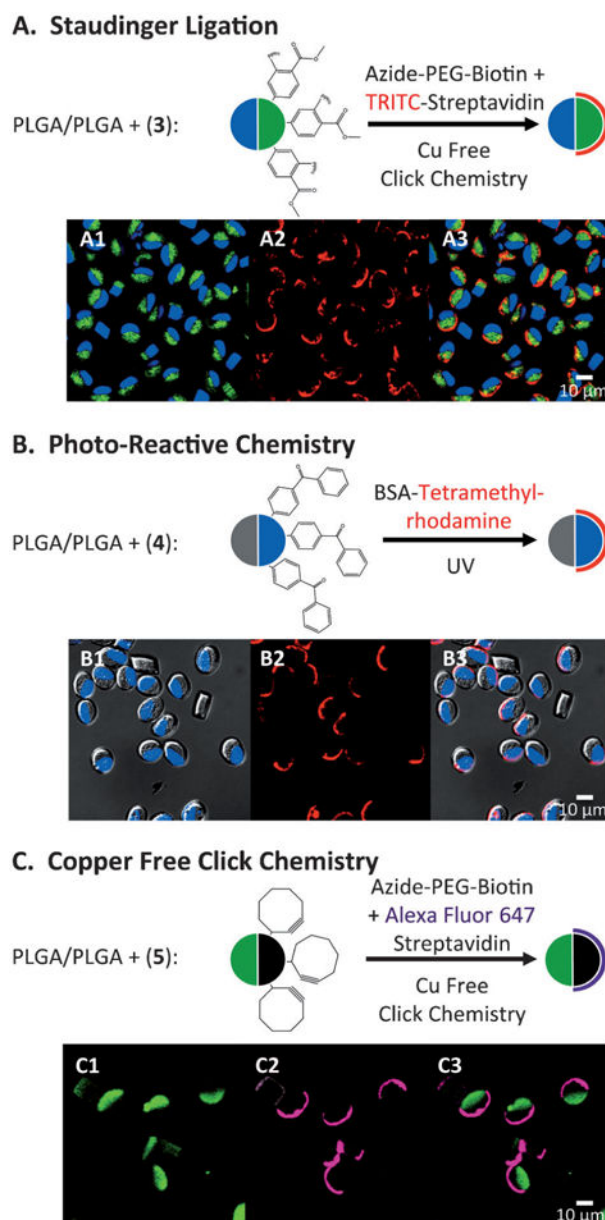 A. Staudinger Ligation
PLGA/PLGA + (3):
Azide-PEG-Biotin +
TRITC-Streptavidin
Cu Free
Click Chemistry
A1
A2
A3
10 µm
B. Photo-Reactive Chemistry
PLGA/PLGA + (4):
BSA-Tetramethyl-
rhodamine
UV
B1
B2
B3
10 µm
C. Copper Free Click Chemistry
PLGA/PLGA + (5):
Azide-PEG-Biotin
+ Alexa Fluor 647
Streptavidin
Cu Free
Click Chemistry
C1
C2
C3
10 µm